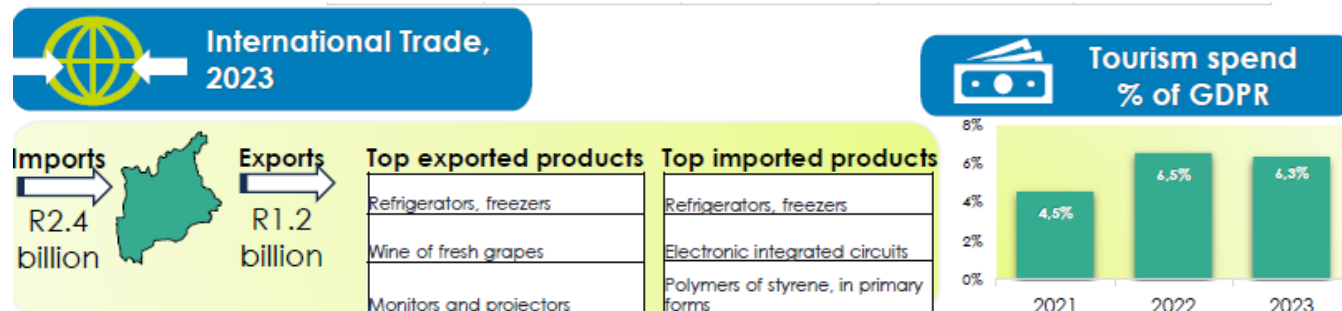 International Trade,
2023
Tourism spend
% of GDPR
Imports
R2.4
billion
Exports
R1.2
billion
Top exported products
Refrigerators, freezers
Wine of fresh grapes
Monitors and projectors
Top imported products
Refrigerators, freezers
Electronic integrated circuits
Polymers of styrene, in primary
forms
8%
6%
4%
2%
0%
4,5%
6,5%
6,3%
2021
2022
2023